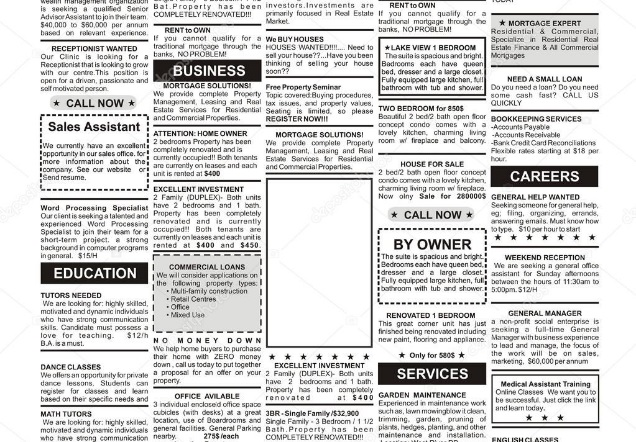 wealth management organization
is seeking a qualified Senior
Advisor Assistant to join their team.
$40,000 to $60,000 per annum
based on relevant experience.
RECEPTIONIST WANTED
Our Clinic is looking for a
Receptionist that is looking to grow
with our centre.This position is
open for a driven, passionate and
self motivated person.
★ CALL NOW ★
Sales Assistant
We currently have an excellent
opportunity in our sales office. for
more information about the
company. See our website or
Send resume.
Word Processing Specialist
Our client is seeking a talented and
experienced Word Processing
Specialist to join their team for a
short-term project. a strong
background in computer programs
in general. $15/H
EDUCATION
TUTORS NEEDED
We are looking for: highly skilled,
motivated and dynamic individuals
who have strong communication
skills. Candidate must possess a
love for teaching. $12/h
B.A. is a must.
DANCE CLASSES
We offer an opportunity for private
dance lessons. Students can
register for classes and learn
based on their specific needs and
MATH TUTORS
We are looking for: highly skilled,
motivated and dynamic individuals
who have strong communication
Bat. Property has been
COMPLETELY RENOVATED!!!
RENT to OWN
If you cannot qualify for a
traditional mortgage through the
banks, NO PROBLEM!
BUSINESS
MORTGAGE SOLUTIONS!
We provide complete Property
Management, Leasing and Real
Estate Services for Residential
and Commercial Properties.
ATTENTION: HOME OWNER
2 bedrooms Property has been
completely renovated and is
currently occupied!! Both tenants
are currently on leases and each
unit is rented at $400
EXCELLENT INVESTMENT
2 Family (DUPLEX)- Both units
have 2 bedrooms and 1 bath.
Property has been completely
renovated and is currently
occupied!! Both tenants are
currently on leases and each unit is
rented at $400 and $450.
COMMERCIAL LOANS
We will consider applications on
the following property types:
• Multi-family construction
• Retail Centres
• Office
• Mixed Use
NO MONEY DOWN
We help home buyers to purchase
their home with ZERO money
down , call us today to put together
a proposal for an offer on your
property.
OFFICE AVILABLE
3 individual enclosed office space
cubicles (with desks) at a great
location, use of Boardrooms and
general facilities. General Parking
nearby. 275$/each
investors.Investments are
primarily focused in Real Estate
Market.
We BUY HOUSES
HOUSES WANTED!!!!.... Need to
sell your house??...Have you been
thinking of selling your house
soon??
Free Property Seminar
Topic covered:Buying procedures,
tax issues, and property values,
Seating is limited, so please
REGISTER NOW!!!
MORTGAGE SOLUTIONS!
We provide complete Property
Management, Leasing and Real
Estate Services for Residential
and Commercial Properties.
★ ★ ★ ★ ★ ★ ★
EXCELLENT INVESTMENT
2 Family (DUPLEX)- Both units
have 2 bedrooms and 1 bath.
Property has been completely
renovated at $400
3BR - Single Family /$32,900
Single Family - 3 Bedroom / 1 1/2
Bath. Property has been
COMPLETELY RENOVATED!!!
RENT to OWN
If you cannot qualify for a
traditional mortgage through the
banks, NO PROBLEM!
★LAKE VIEW 1 BEDROOM
The suite is spacious and bright.
Bedrooms each have queen
bed, dresser and a large closet.
Fully equipped large kitchen, full
bathroom with tub and shower.
TWO BEDROOM for 850$
Beautiful 2 bed/2 bath open floor
concept condo comes with a
lovely kitchen, charming living
room w/ fireplace and balcony.
HOUSE FOR SALE
2 bed/2 bath open floor concept
condo comes with a lovely kitchen,
charming living room w/ fireplace.
Now olny Sale for 280000$
★ CALL NOW ★
BY OWNER
The suite is spacious and bright.
Bedrooms each have queen bed,
dresser and a large closet.
Fully equipped large kitchen, full
bathroom with tub and shower.
RENOVATED 1 BEDROOM
This great corner unit has just
finished being renovated including
new paint, flooring and appliance.
★ Only for 580$ ★
SERVICES
GARDEN MAINTENANCE
Experienced in maintenance work
such as, lawn mowing/blow it clean,
trimming, garden, pruning of
plants, hedges, planting, and other
maintenance and installation.
TODAY
★ MORTGAGE EXPERT
Residential & Commercial,
Specialize in Residential Real
Estate Finance & All Commercial
Mortgages
NEED A SMALL LOAN
Do you need a loan? Do you need
some cash fast? CALL US
QUICKLY
BOOKKEEPING SERVICES
-Accounts Payable
-Accounts Receivable
-Bank Credit Card Reconciliations
Flexible rates starting at $18 per
hour.
CAREERS
GENERAL HELP WANTED
Seeking someone for general help,
eg; filing, organizing, errands,
answering emails. Must know how
to type. $10 per hour to start
★ ★ ★ ★ ★ ★ ★
WEEKEND RECEPTION
We are seeking a general office
assistant for Sunday afternoons
between the hours of 11:30am to
5:00pm. $12/H
GENERAL MANAGER
a non-profit social enterprise is
seeking a full-time General
Manager with business experience
to lead and manage, the focus of
the work will be on sales,
marketing, $60,000 per annum
Medical Assistant Training
Online Classes We want you to
be successful. Just click the link
and learn today.
★ ★ ★
ENGLISH CLASSES